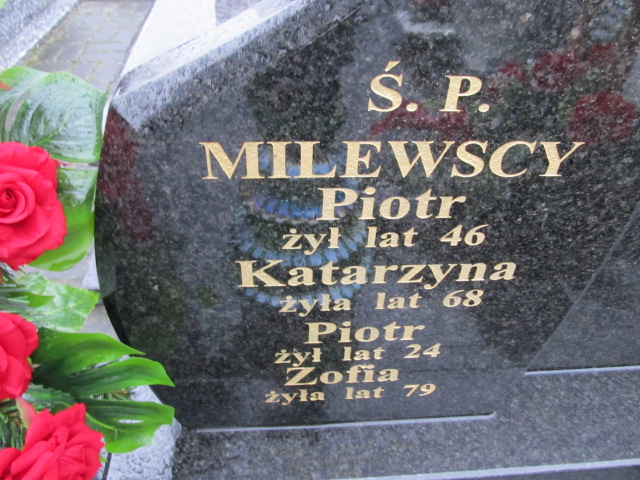 Ś. P.
MILEWSCY
Piotr
żył lat 46
Katarzyna
żyła lat 68
Piotr
żył lat 24
Zofia
żyła lat 79